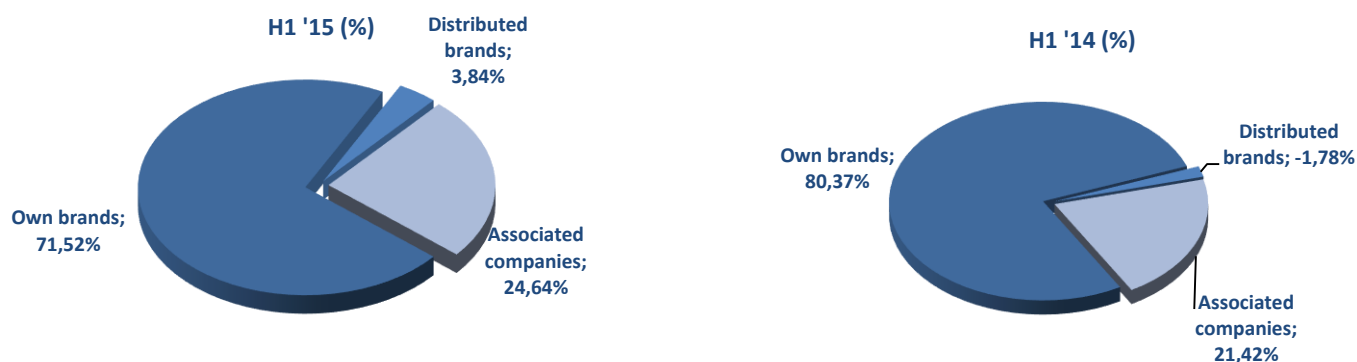 H1 '15 (%)
Distributed
brands;
3,84%
Own brands;
71,52%
Associated
companies;
24,64%
H1 '14 (%)
Distributed
brands; -1,78%
Own brands;
80,37%
Associated
companies;
21,42%